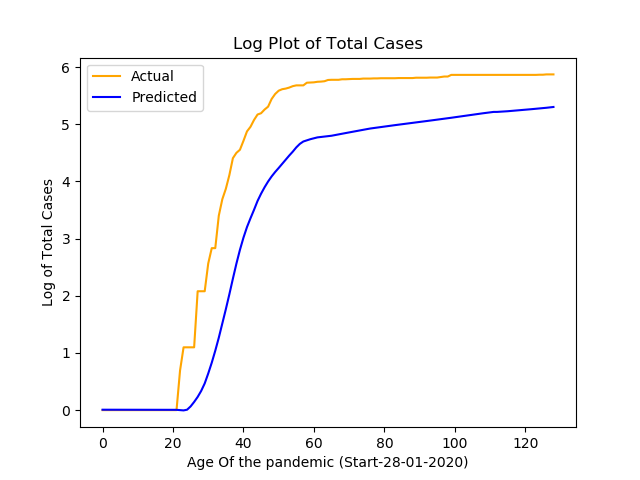 Log Plot of Total Cases
Actual
Predicted
Log of Total Cases
6
5
4
3
2
1
0
0 20 40 60 80 100 120
Age Of the pandemic (Start-28-01-2020)